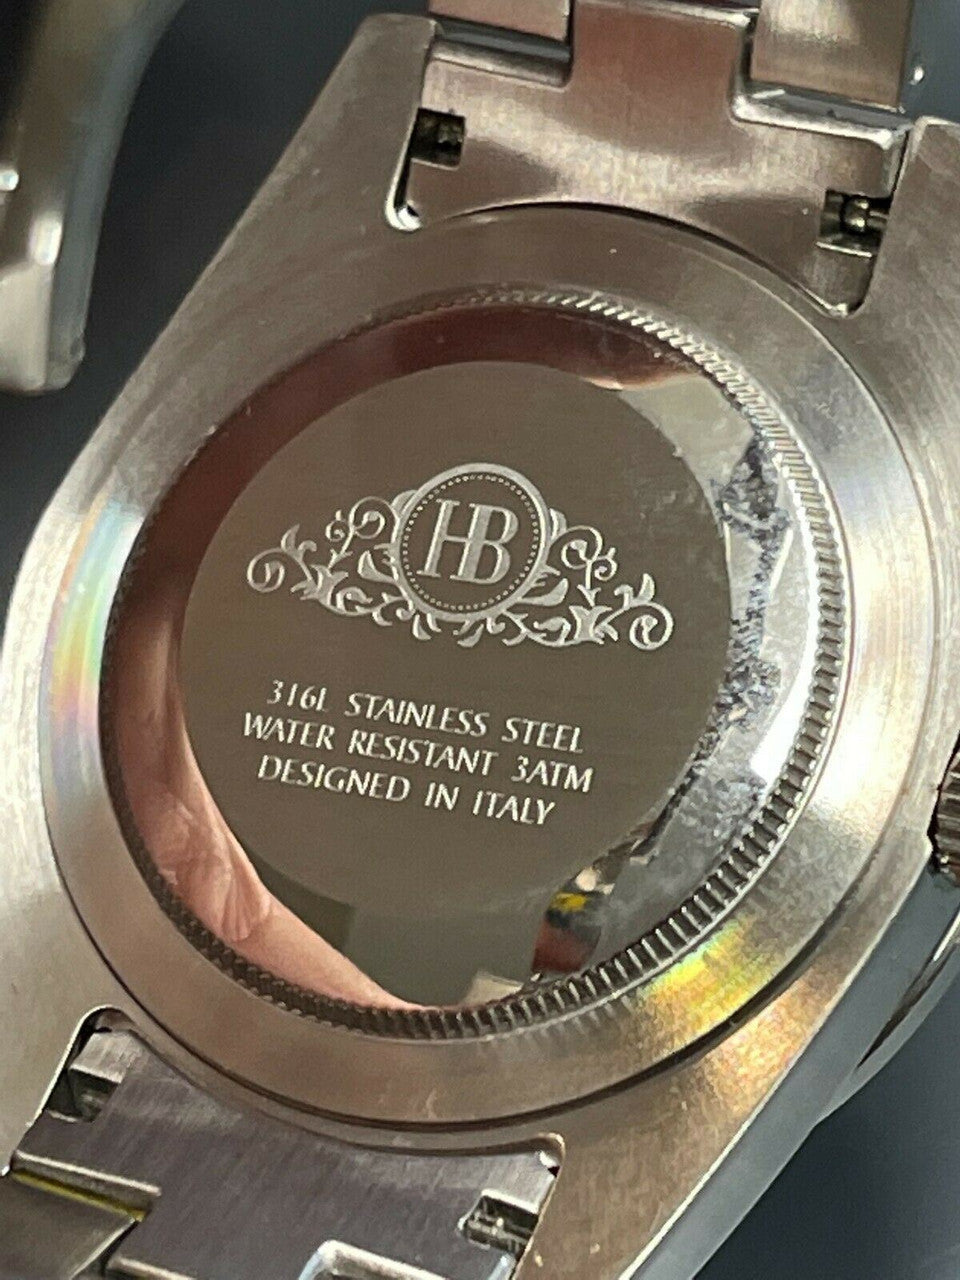 HB
316L STAINLESS STEEL
WATER RESISTANT 3ATM
DESIGNED IN ITALY